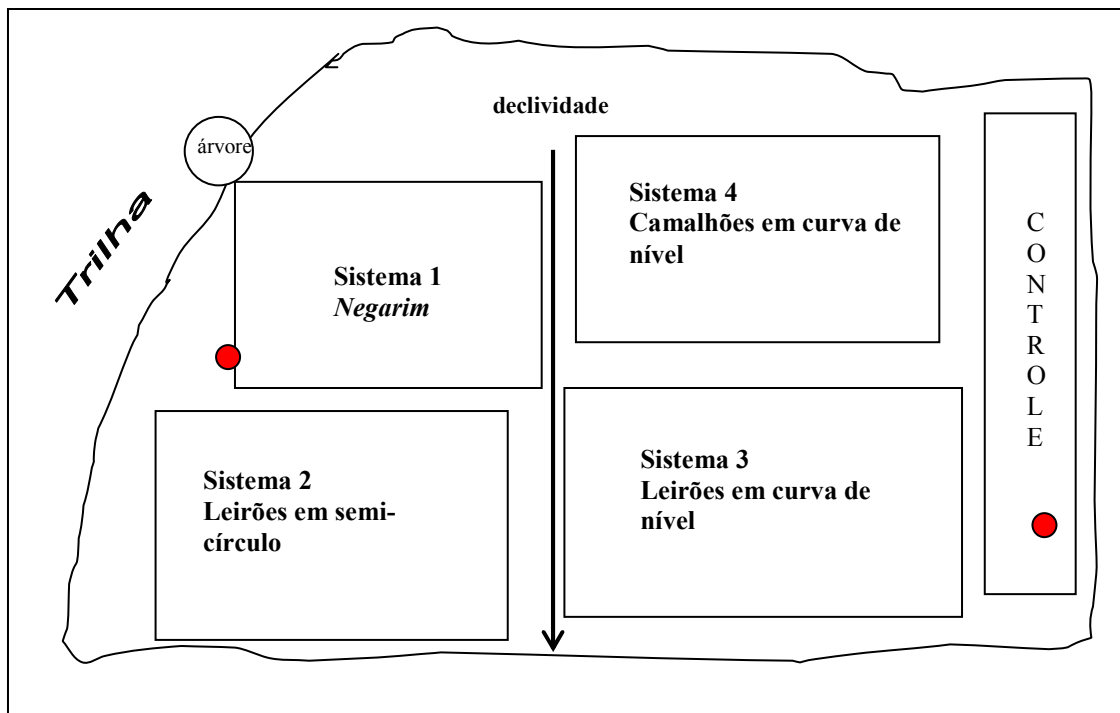 declividade
árvore
Trilha
Sistema 1
Negarim
Sistema 4
Camalhões em curva de
nível
Sistema 2
Leirões em semi-
círculo
Sistema 3
Leirões em curva de
nível
C
O
N
T
R
O
L
E